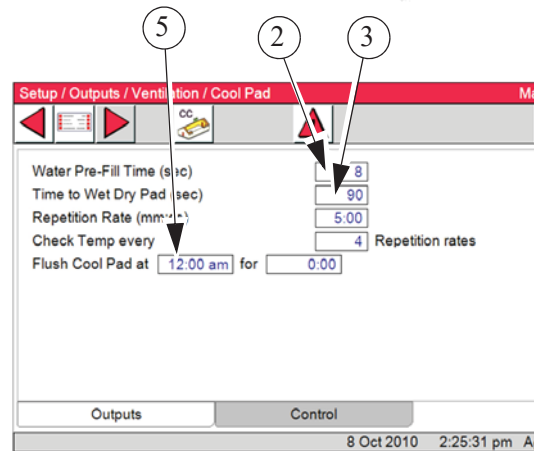 5 2 3
Setup / Outputs / Ventilation / Cool Pad Ma
CC
Water Pre-Fill Time (sec) 8
Time to Wet Dry Pad (sec) 90
Repetition Rate (mm:ss) 5:00
Check Temp every 4 Repetition rates
Flush Cool Pad at 12:00 am for 0:00
Outputs Control
8 Oct 2010 2:25:31 pm A